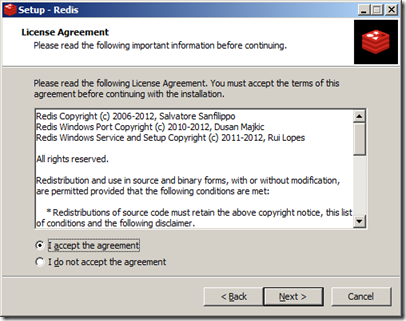 Setup - Redis
License Agreement
Please read the following important information before continuing.
Please read the following License Agreement. You must accept the terms of this
agreement before continuing with the installation.
Redis Copyright (c) 2006-2012, Salvatore Sanfilippo
Redis Windows Port Copyright (c) 2010-2012, Dusan Majkic
Redis Windows Service and Setup Copyright (c) 2011-2012, Rui Lopes
All rights reserved.
Redistribution and use in source and binary forms, with or without modification,
are permitted provided that the following conditions are met:
* Redistributions of source code must retain the above copyright notice, this list
of conditions and the following disclaimer.
I accept the agreement
I do not accept the agreement
< Back
Next >
Cancel